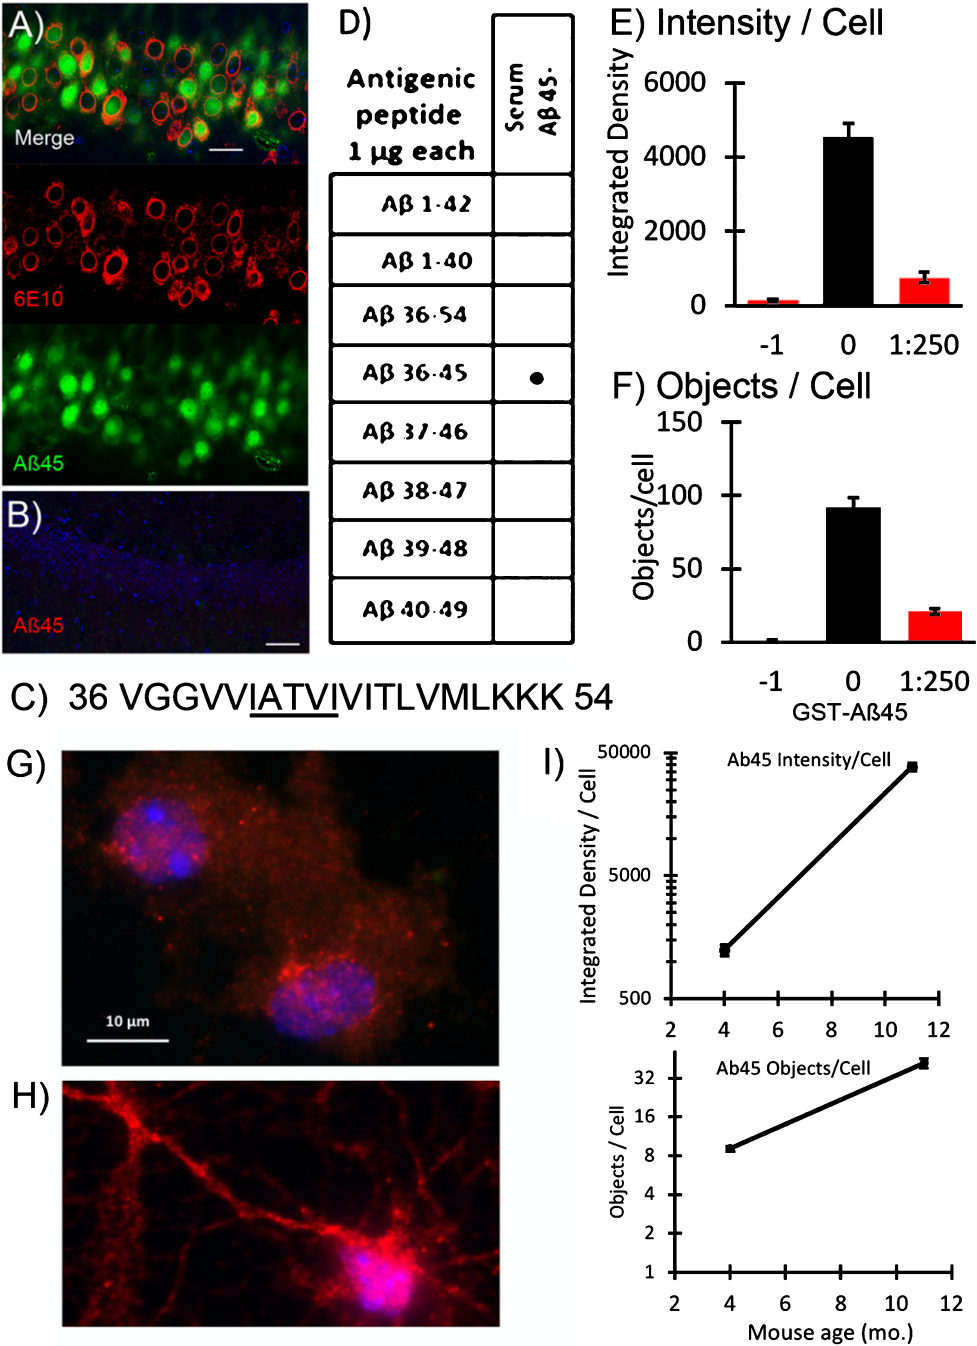 A)
Merge
6E10
Aß45
B)
Aß45
C) 36 VGGVVIATVIVITLVMLKKK 54
D)
Antigenic
peptide
1 µg each
Serum
Aβ45-
Aβ 1-42
Aβ 1-40
Aβ 36-54
Aβ 36-45
Aβ 37-46
Aβ 38-47
Aβ 39-48
Aβ 40-49
E) Intensity / Cell
Integrated Density
6000
4000
2000
0
-1 0 1:250
F) Objects / Cell
Objects/cell
150
100
50
0
-1 0 1:250
GST-Aß45
G)
10 µm
H)
I)
Ab45 Intensity/Cell
Integrated Density / Cell
50000
5000
500
2 4 6 8 10 12
Ab45 Objects/Cell
Objects / Cell
32
16
8
4
2
1
2 4 6 8 10 12
Mouse age (mo.)